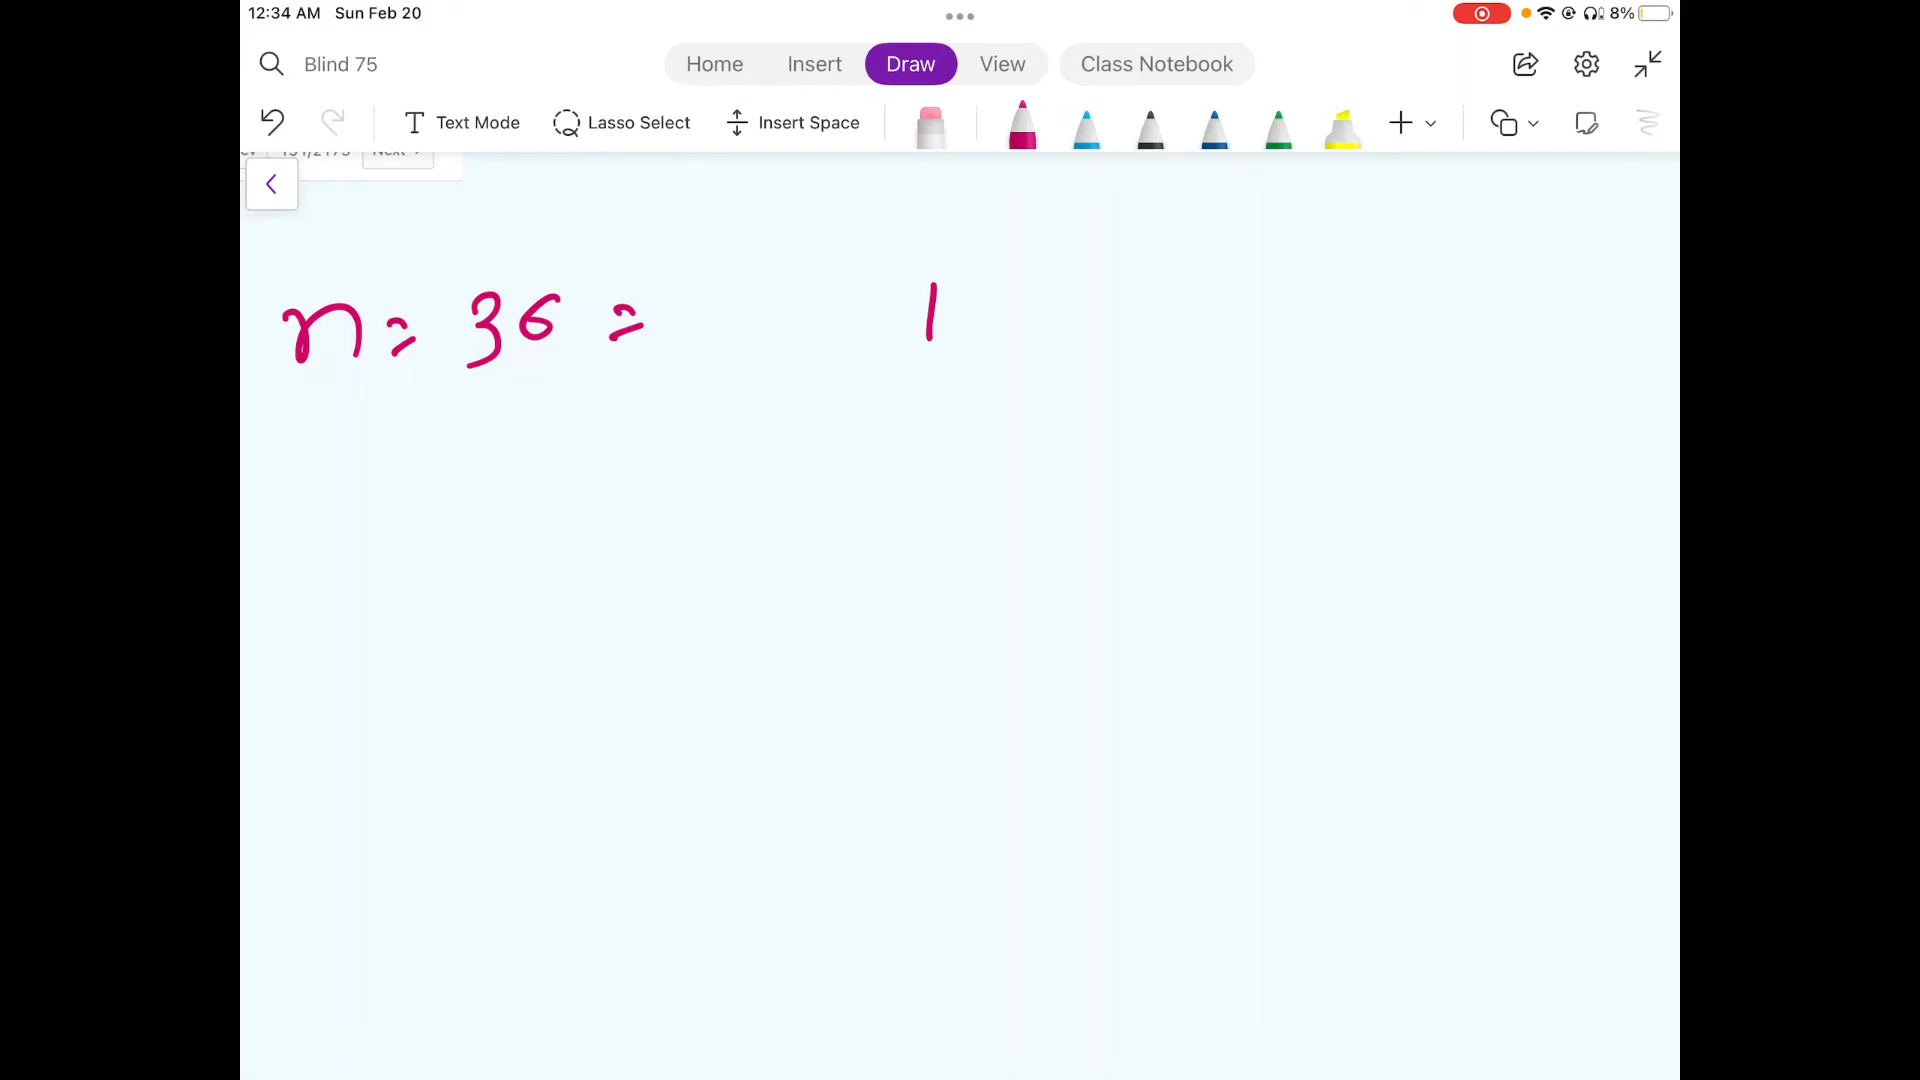 12:34 AM Sun Feb 20
8%
Blind 75
Home Insert Draw View Class Notebook
Text Mode Lasso Select Insert Space
n = 36 = 1